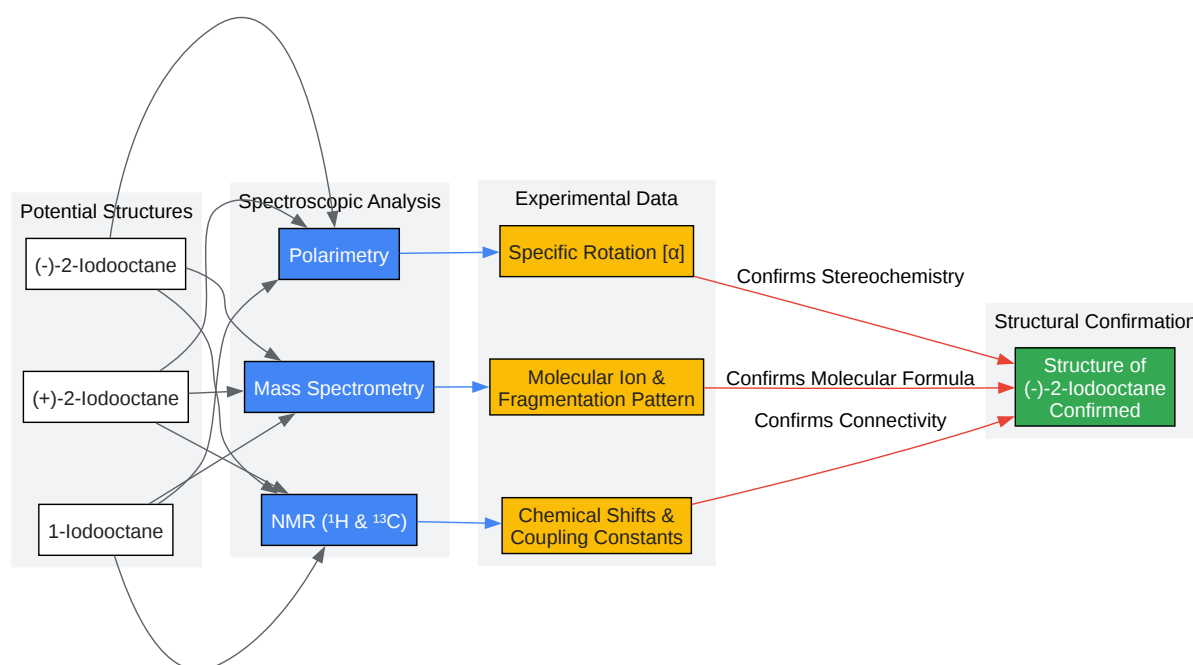 Potential Structures
(-)-2-Iodooctane
(+)-2-Iodooctane
1-Iodooctane
Spectroscopic Analysis
Polarimetry
Mass Spectrometry
NMR (¹H & ¹³C)
Experimental Data
Specific Rotation [α]
Molecular Ion &
Fragmentation Pattern
Chemical Shifts &
Coupling Constants
Confirms Stereochemistry
Confirms Molecular Formula
Confirms Connectivity
Structural Confirmation
Structure of
(-)-2-Iodooctane
Confirmed